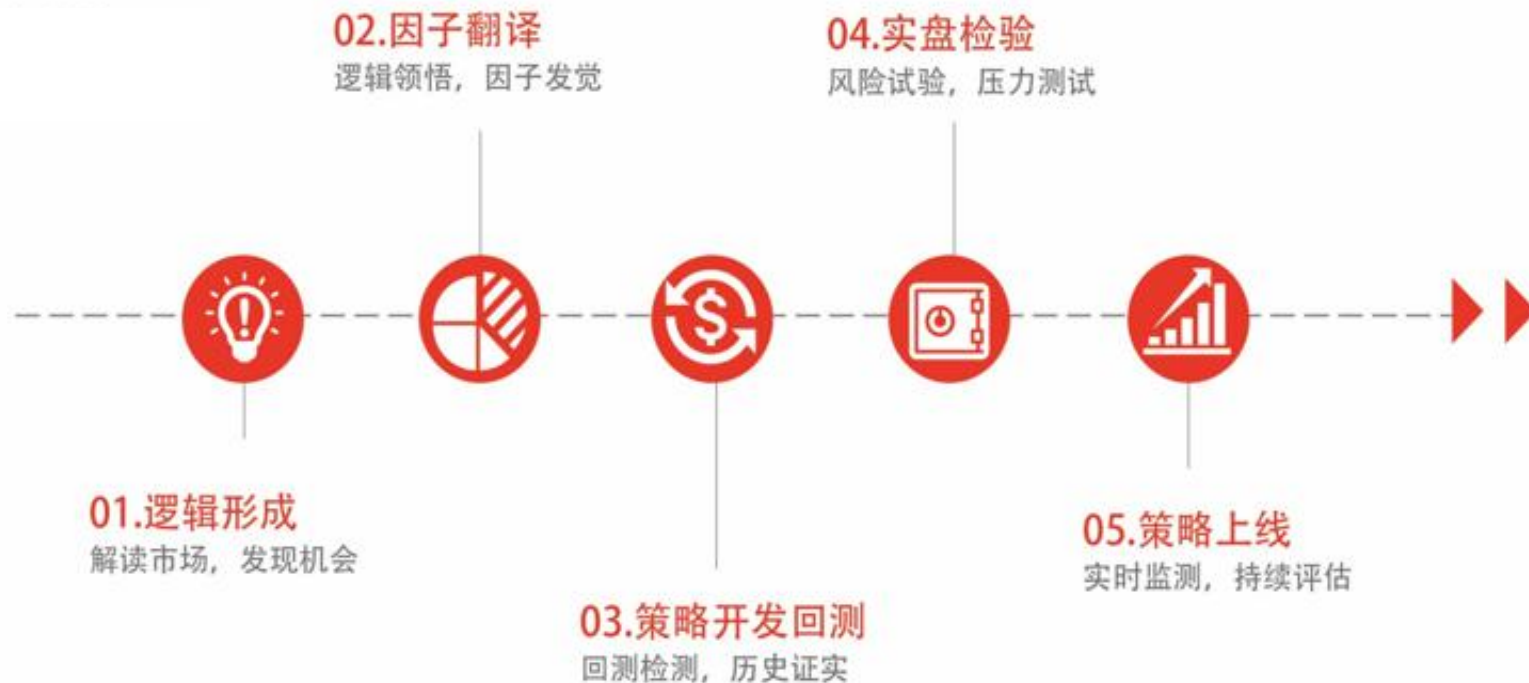 02.因子翻译
逻辑领悟，因子发觉
04.实盘检验
风险试验，压力测试
01.逻辑形成
解读市场，发现机会
03.策略开发回测
回测检测，历史证实
05.策略上线
实时监测，持续评估